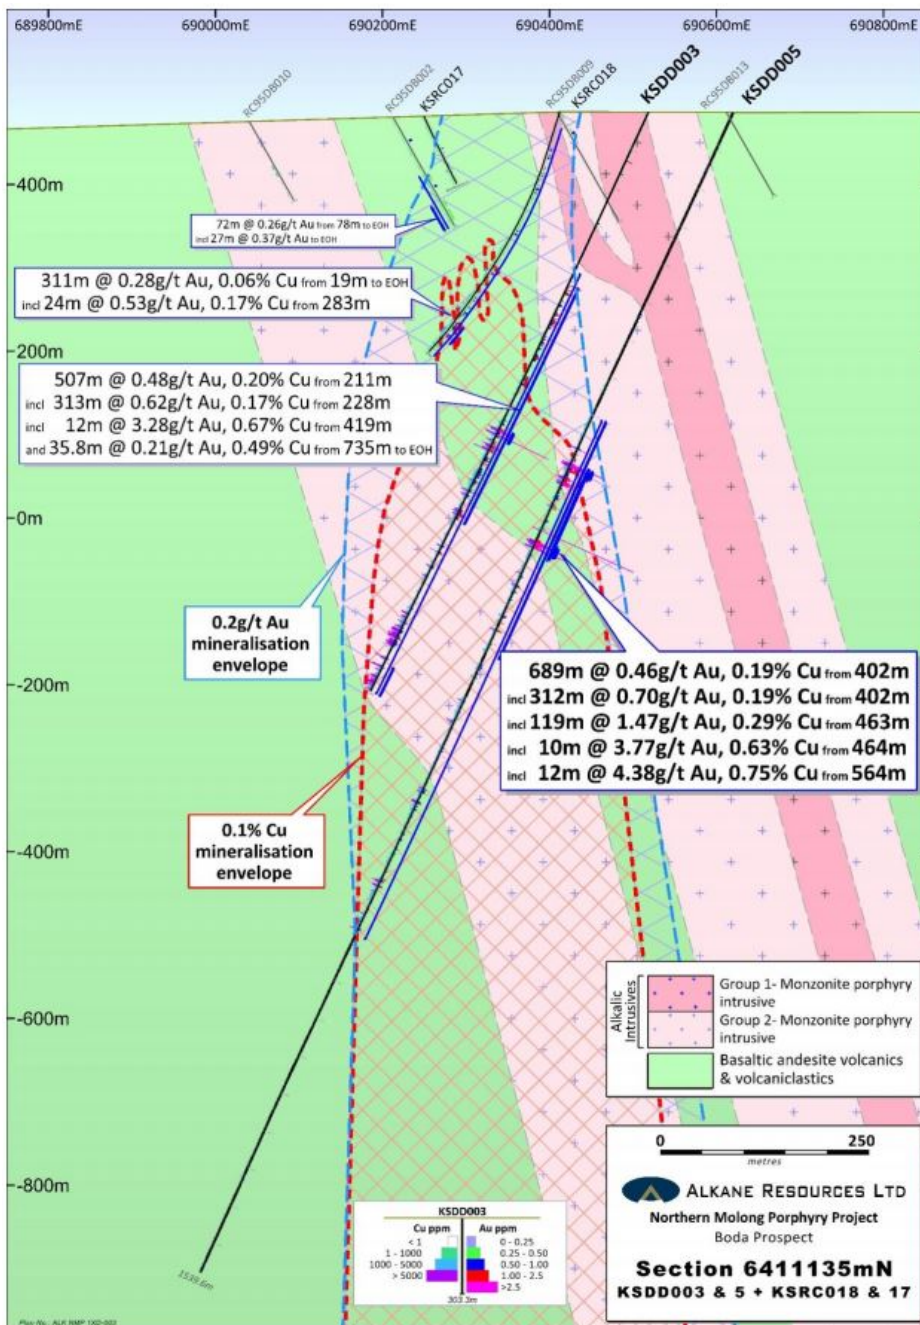 689800mE 690000mE 690200mE 690400mE 690600mE 690800mE
RC95DB010
RC95DB002
KSRC017
RC95DB009
KSRC018
KSDD003
RC95DB013
KSDD005
400m
72m @ 0.26g/t Au from 78m to EOH
incl 27m @ 0.37g/t Au to EOH
311m @ 0.28g/t Au, 0.06% Cu from 19m to EOH
incl 24m @ 0.53g/t Au, 0.17% Cu from 283m
200m
507m @ 0.48g/t Au, 0.20% Cu from 211m
incl 313m @ 0.62g/t Au, 0.17% Cu from 228m
incl 12m @ 3.28g/t Au, 0.67% Cu from 419m
and 35.8m @ 0.21g/t Au, 0.49% Cu from 735m to EOH
0m
0.2g/t Au
mineralisation
envelope
689m @ 0.46g/t Au, 0.19% Cu from 402m
incl 312m @ 0.70g/t Au, 0.19% Cu from 402m
incl 119m @ 1.47g/t Au, 0.29% Cu from 463m
incl 10m @ 3.77g/t Au, 0.63% Cu from 464m
incl 12m @ 4.38g/t Au, 0.75% Cu from 564m
-200m
0.1% Cu
mineralisation
envelope
-400m
-600m
-800m
1539.6m
Alkalic
Intrusives
Group 1- Monzonite porphyry
intrusive
Group 2- Monzonite porphyry
intrusive
Basaltic andesite volcanics
& volcaniclastics
0 250
metres
ALKANE RESOURCES LTD
Northern Molong Porphyry Project
Boda Prospect
Section 6411135mN
KSDD003 & 5 + KSRC018 & 17
KSDD003
Cu ppm Au ppm
< 1 0 - 0.25
1 - 1000 0.25 - 0.50
1000 - 5000 0.50 - 1.00
> 5000 1.00 - 2.5
>2.5
303.3m